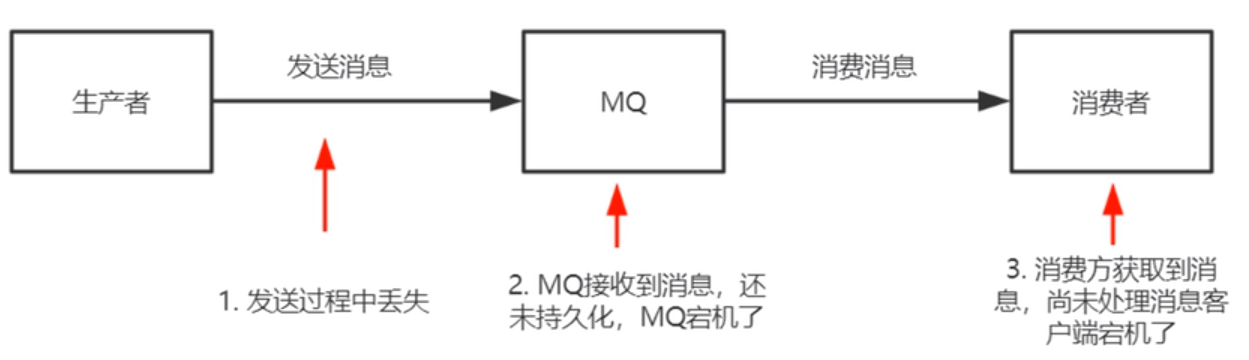 发送消息
消费消息
生产者
MQ
消费者
1. 发送过程中丢失
2. MQ接收到消息，还
未持久化，MQ宕机了
3. 消费方获取到消
息，尚未处理消息客
户端宕机了